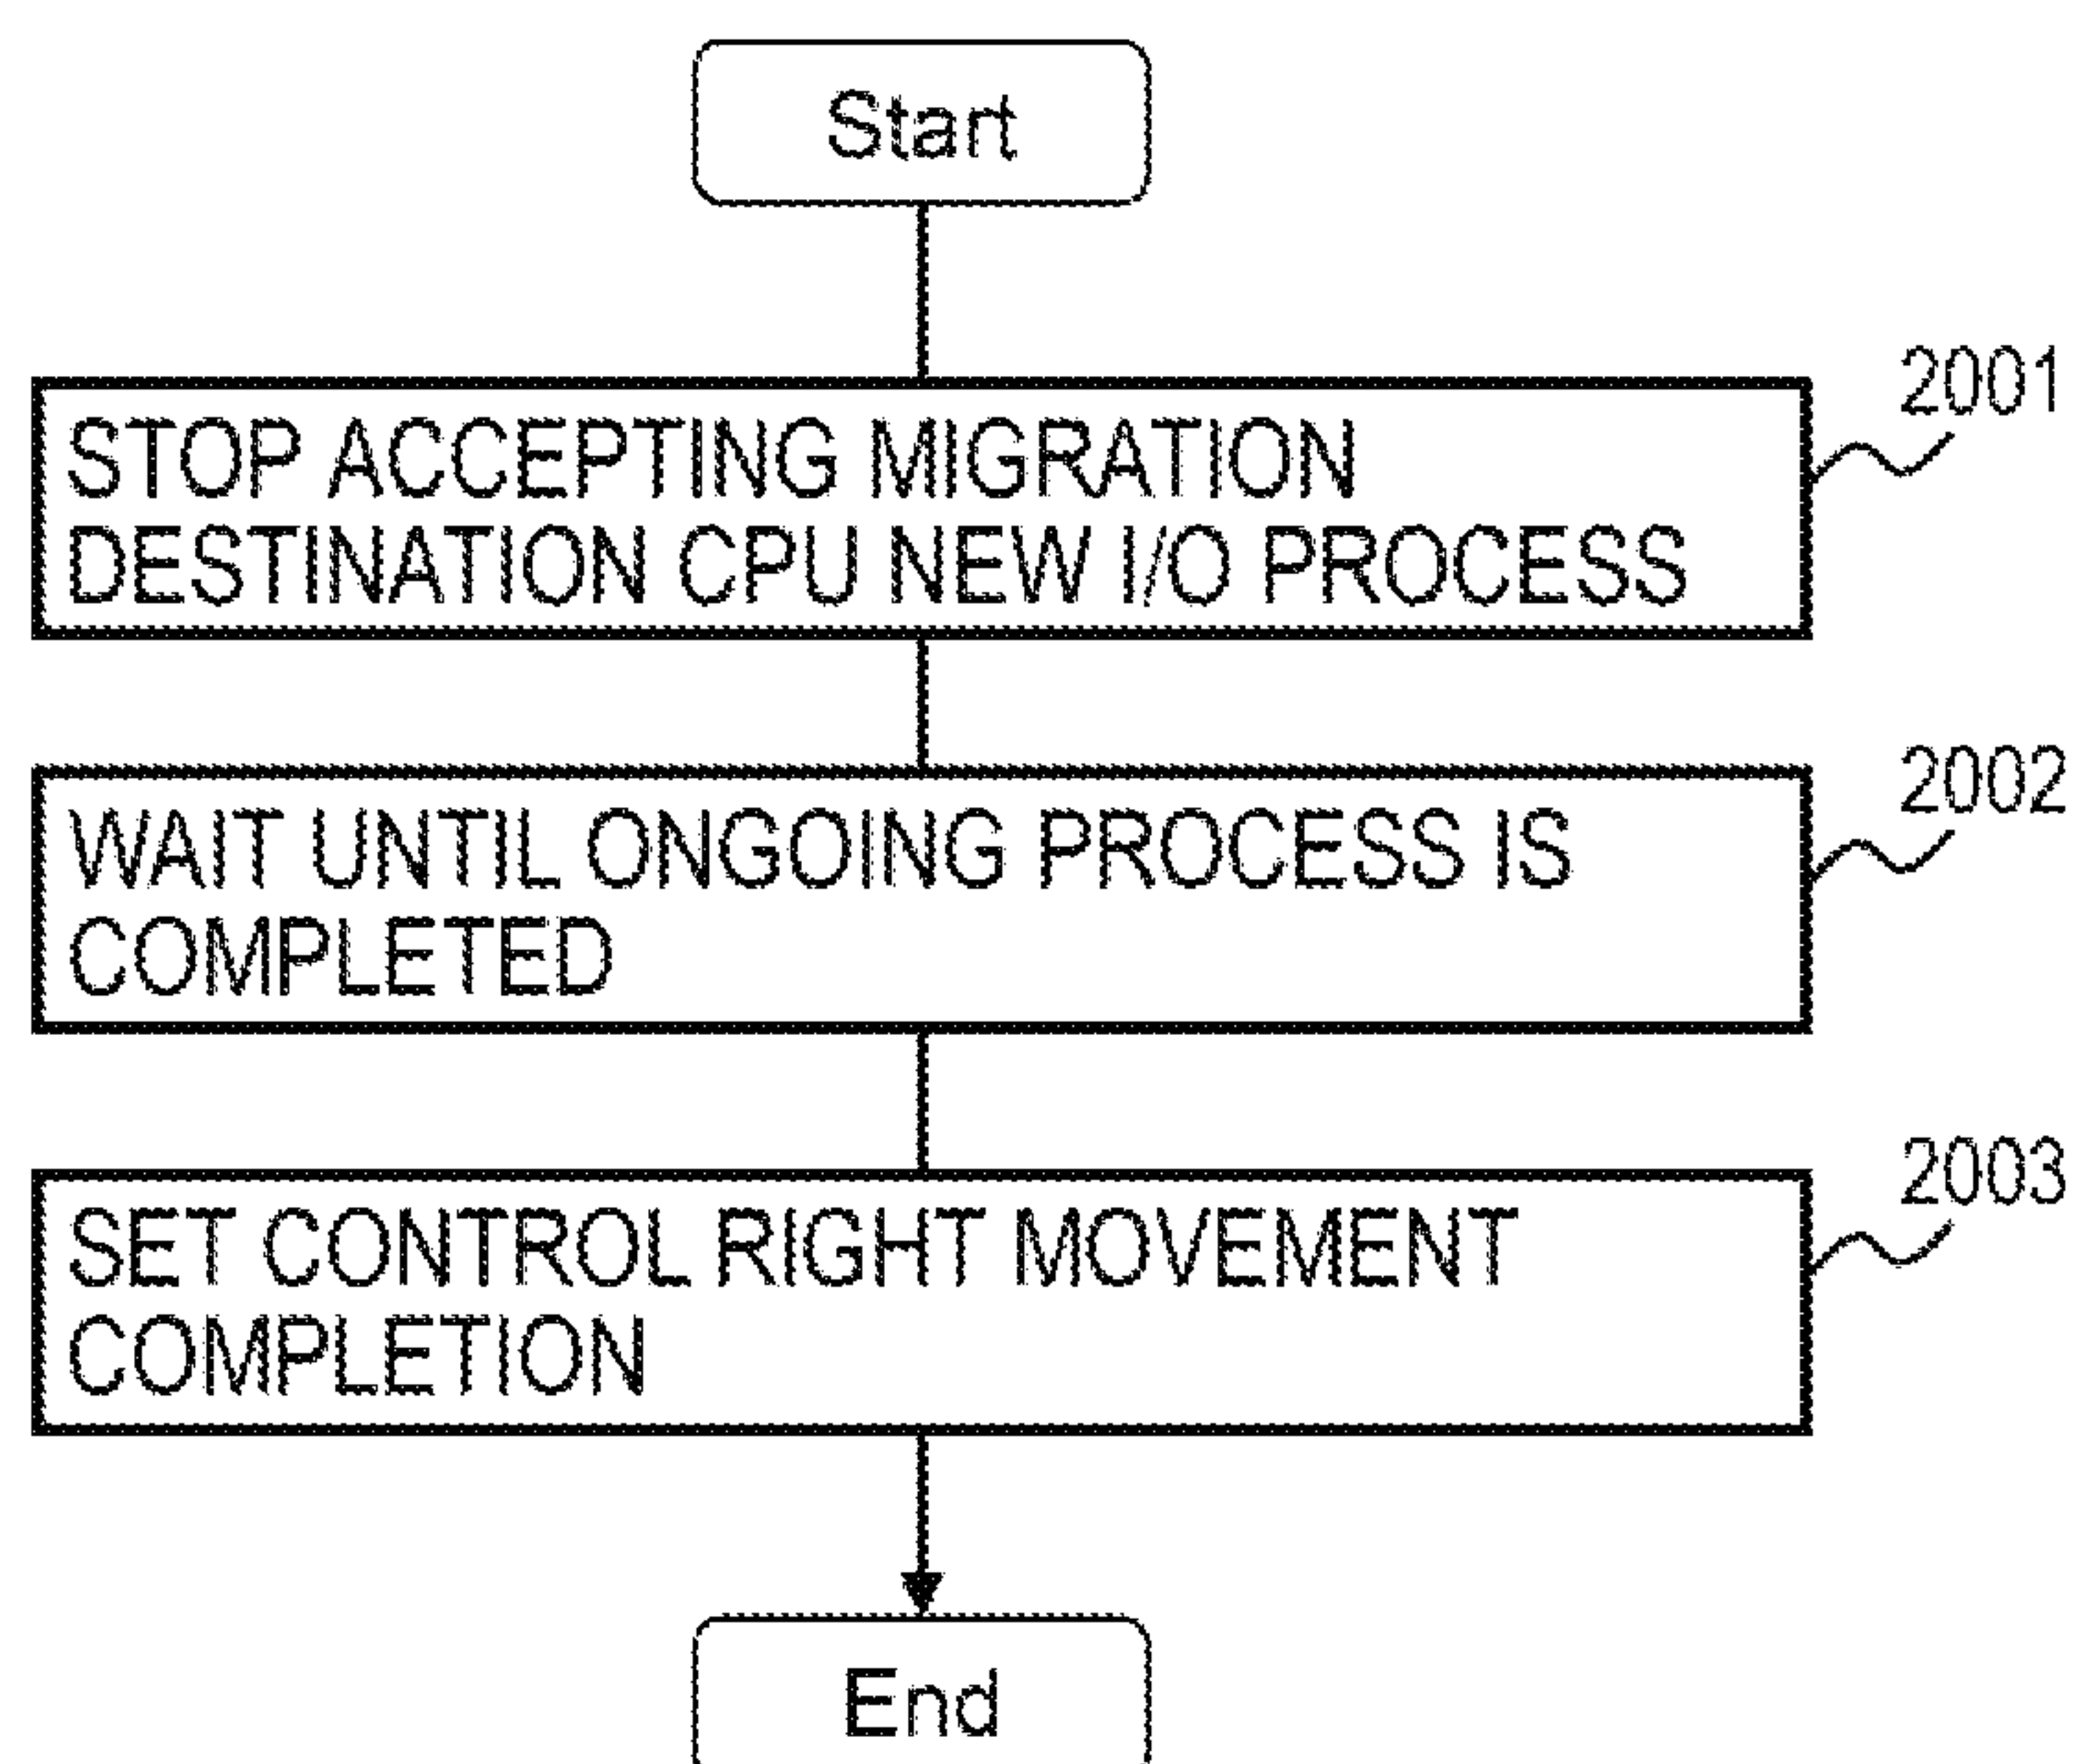 Start
2001
STOP ACCEPTING MIGRATION
DESTINATION CPU NEW I/O PROCESS
2002
WAIT UNTIL ONGOING PROCESS IS
COMPLETED
2003
SET CONTROL RIGHT MOVEMENT
COMPLETION
End